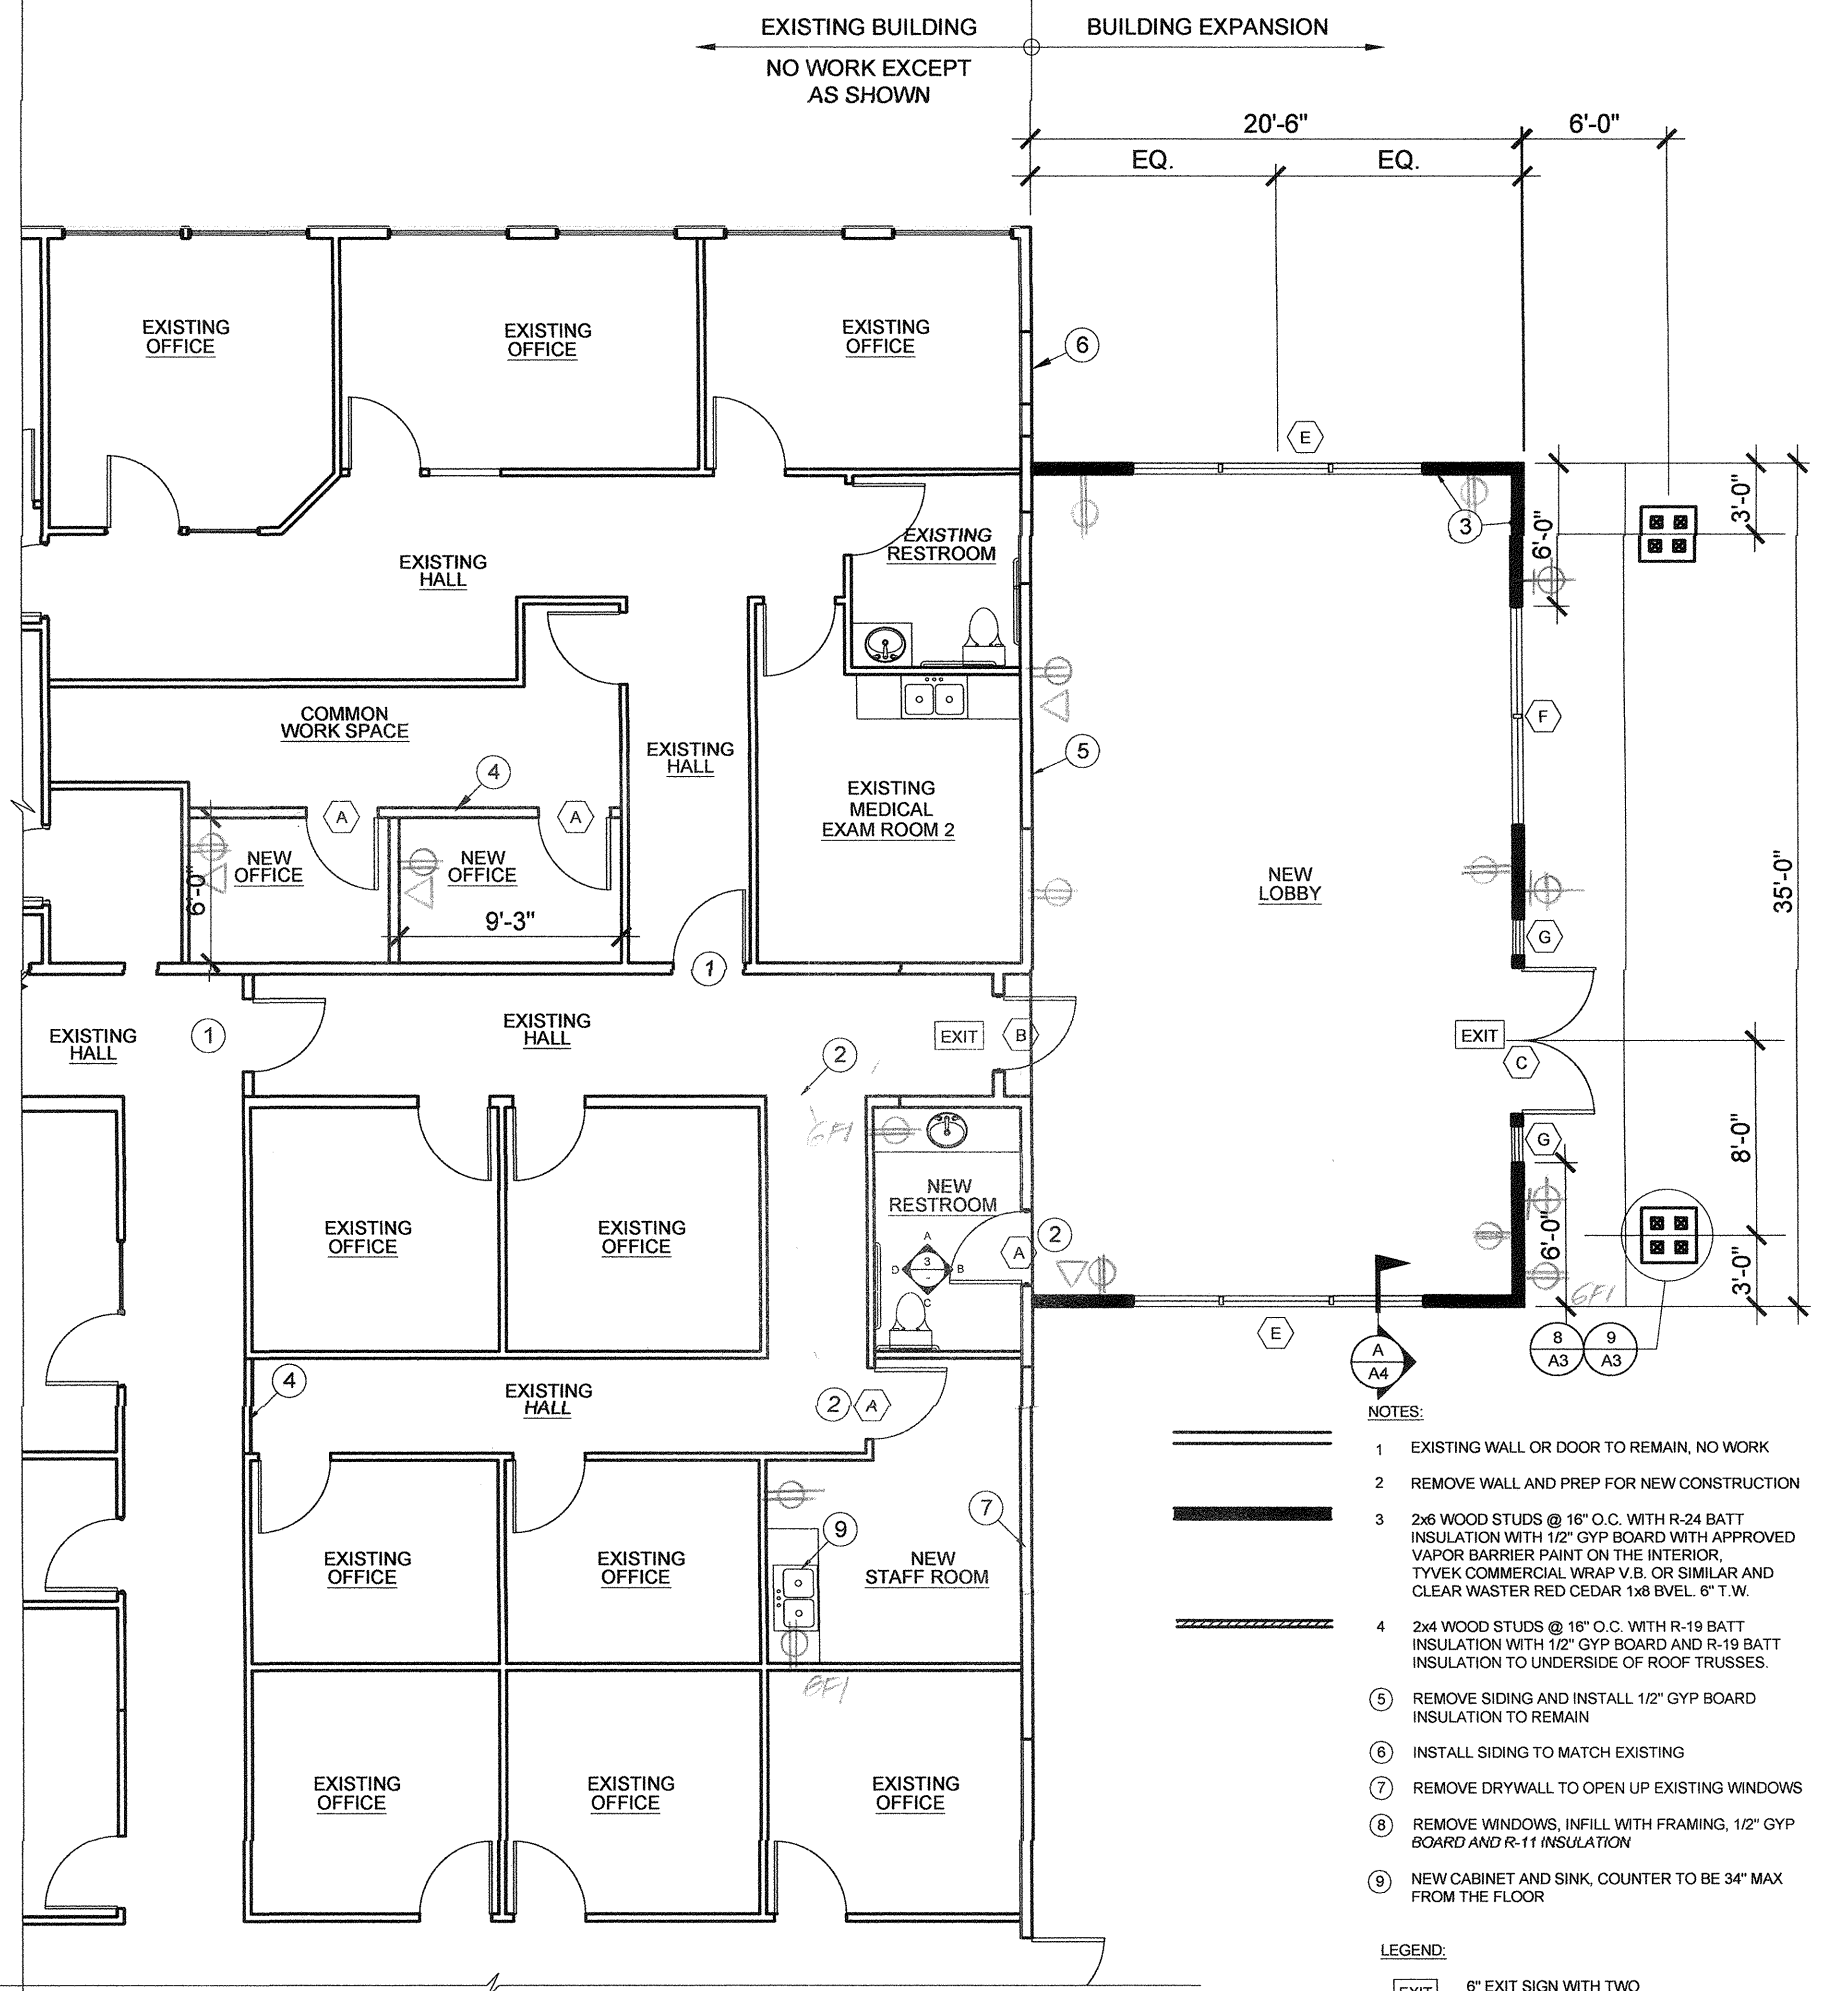 EXISTING BUILDING
BUILDING EXPANSION
NO WORK EXCEPT
AS SHOWN
20'-6"
6'-0"
EQ.
EQ.
EXISTING
OFFICE
EXISTING
OFFICE
EXISTING
OFFICE
6
E
3
3'-0"
6'-0"
EXISTING
RESTROOM
EXISTING
HALL
COMMON
WORK SPACE
EXISTING
HALL
5
F
4
EXISTING
MEDICAL
EXAM ROOM 2
A
A
NEW
OFFICE
NEW
OFFICE
6'-0"
9'-3"
NEW
LOBBY
35'-0"
G
1
EXISTING
HALL
1
EXISTING
HALL
EXIT
B
EXIT
C
2
GFI
G
8'-0"
NEW
RESTROOM
EXISTING
OFFICE
EXISTING
OFFICE
A
3
-
B
C
D
A
2
6'-0"
3'-0"
GFI
E
A
A4
8
A3
9
A3
4
EXISTING
HALL
2
A
7
9
EXISTING
OFFICE
EXISTING
OFFICE
NEW
STAFF ROOM
GFI
EXISTING
OFFICE
EXISTING
OFFICE
EXISTING
OFFICE
NOTES:
1 EXISTING WALL OR DOOR TO REMAIN, NO WORK
2 REMOVE WALL AND PREP FOR NEW CONSTRUCTION
3 2x6 WOOD STUDS @ 16" O.C. WITH R-24 BATT
INSULATION WITH 1/2" GYP BOARD WITH APPROVED
VAPOR BARRIER PAINT ON THE INTERIOR,
TYVEK COMMERCIAL WRAP V.B. OR SIMILAR AND
CLEAR WASTER RED CEDAR 1x8 BVEL. 6" T.W.
4 2x4 WOOD STUDS @ 16" O.C. WITH R-19 BATT
INSULATION WITH 1/2" GYP BOARD AND R-19 BATT
INSULATION TO UNDERSIDE OF ROOF TRUSSES.
5 REMOVE SIDING AND INSTALL 1/2" GYP BOARD
INSULATION TO REMAIN
6 INSTALL SIDING TO MATCH EXISTING
7 REMOVE DRYWALL TO OPEN UP EXISTING WINDOWS
8 REMOVE WINDOWS, INFILL WITH FRAMING, 1/2" GYP
BOARD AND R-11 INSULATION
9 NEW CABINET AND SINK, COUNTER TO BE 34" MAX
FROM THE FLOOR
LEGEND:
EXIT 6" EXIT SIGN WITH TWO